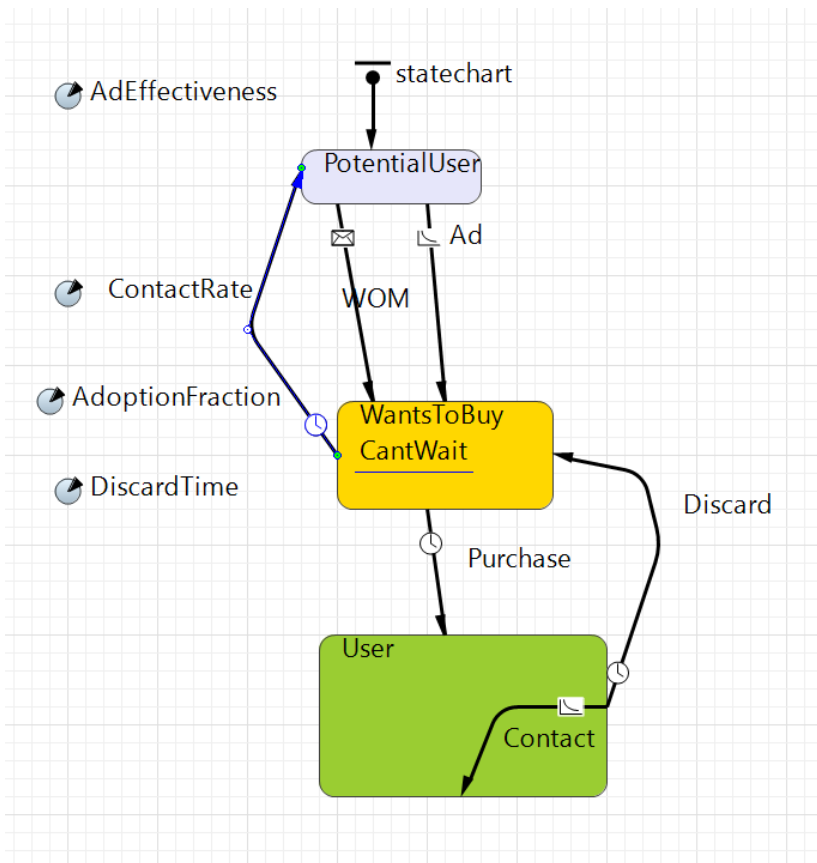 statechart
AdEffectiveness
PotentialUser
Ad
ContactRate
WOM
AdoptionFraction
WantsToBuy
CantWait
DiscardTime
Discard
Purchase
User
Contact